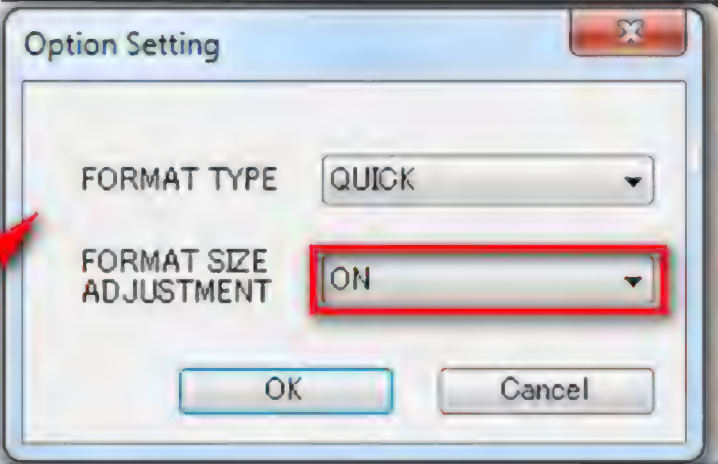 Option Setting
FORMAT TYPE QUICK
FORMAT SIZE
ADJUSTMENT ON
OK Cancel